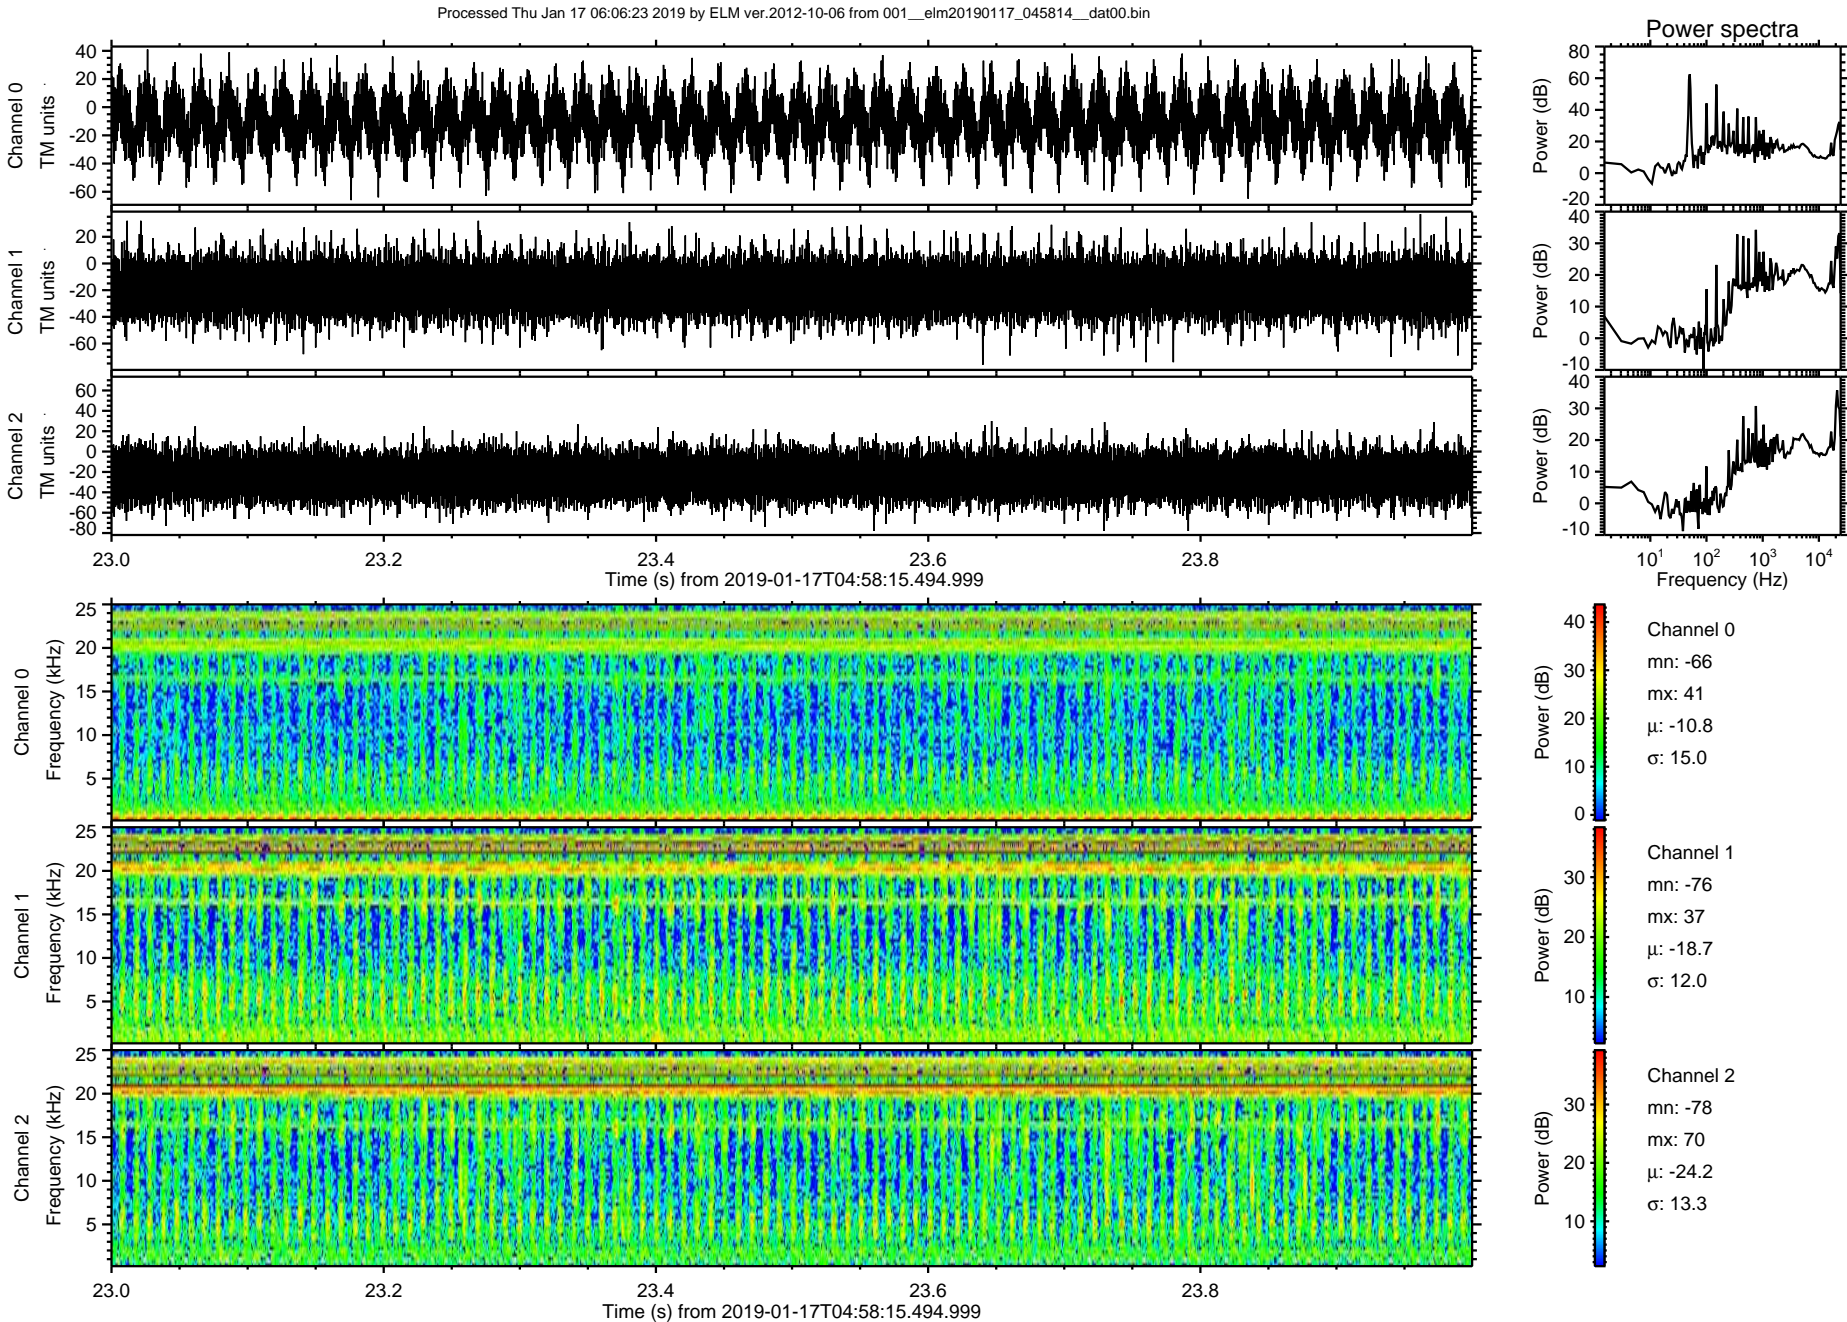 Processed Thu Jan 17 06:06:23 2019 by ELM ver.2012-10-06 from 001__elm20190117_045814__dat00.bin
Power spectra
Channel 0
TM units
40
20
0
-20
-40
-60
Power (dB)
80
60
40
20
0
-20
Channel 1
TM units
20
0
-20
-40
-60
Power (dB)
40
30
20
10
0
-10
Channel 2
TM units
60
40
20
0
-20
-40
-60
-80
Power (dB)
40
30
20
10
0
-10
23.0 23.2 23.4 23.6 23.8
Time (s) from 2019-01-17T04:58:15.494.999
10¹ 10² 10³ 10⁴
Frequency (Hz)
Channel 0
Frequency (kHz)
25
20
15
10
5
Power (dB)
40
30
20
10
0
Channel 0
mn: -66
mx: 41
μ: -10.8
σ: 15.0
Channel 1
Frequency (kHz)
25
20
15
10
5
Power (dB)
30
20
10
Channel 1
mn: -76
mx: 37
μ: -18.7
σ: 12.0
Channel 2
Frequency (kHz)
25
20
15
10
5
Power (dB)
30
20
10
Channel 2
mn: -78
mx: 70
μ: -24.2
σ: 13.3
23.0 23.2 23.4 23.6 23.8
Time (s) from 2019-01-17T04:58:15.494.999